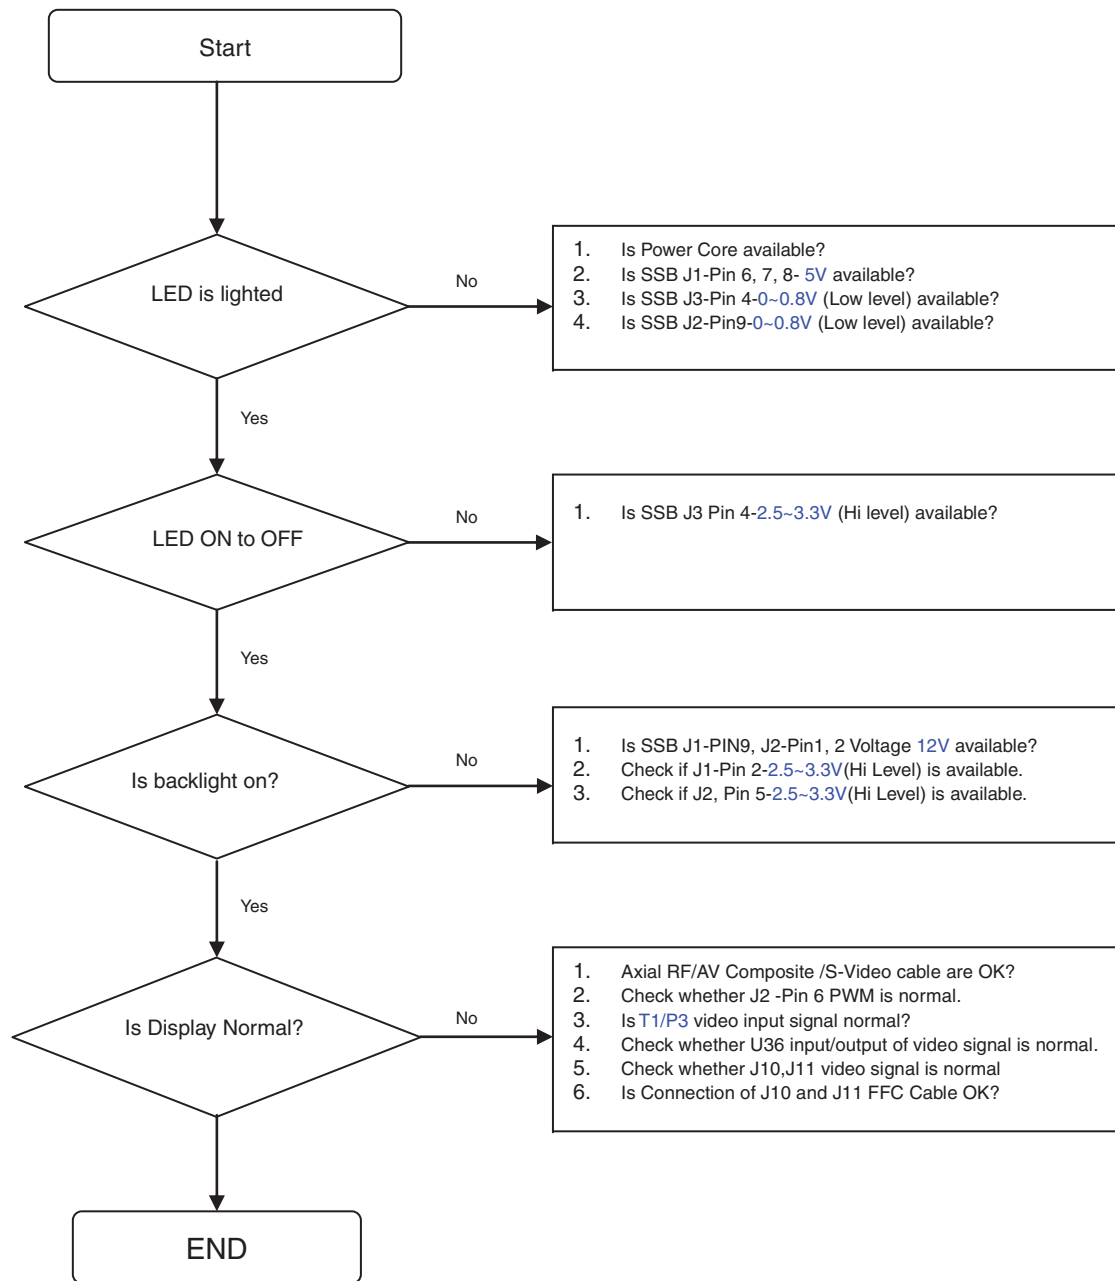 Start
LED is lighted
No
1. Is Power Core available?
2. Is SSB J1-Pin 6, 7, 8- 5V available?
3. Is SSB J3-Pin 4-0~0.8V (Low level) available?
4. Is SSB J2-Pin9-0~0.8V (Low level) available?
Yes
LED ON to OFF
No
1. Is SSB J3 Pin 4-2.5~3.3V (Hi level) available?
Yes
Is backlight on?
No
1. Is SSB J1-PIN9, J2-Pin1, 2 Voltage 12V available?
2. Check if J1-Pin 2-2.5~3.3V(Hi Level) is available.
3. Check if J2, Pin 5-2.5~3.3V(Hi Level) is available.
Yes
Is Display Normal?
No
1. Axial RF/AV Composite /S-Video cable are OK?
2. Check whether J2 -Pin 6 PWM is normal.
3. Is T1/P3 video input signal normal?
4. Check whether U36 input/output of video signal is normal.
5. Check whether J10,J11 video signal is normal
6. Is Connection of J10 and J11 FFC Cable OK?
END